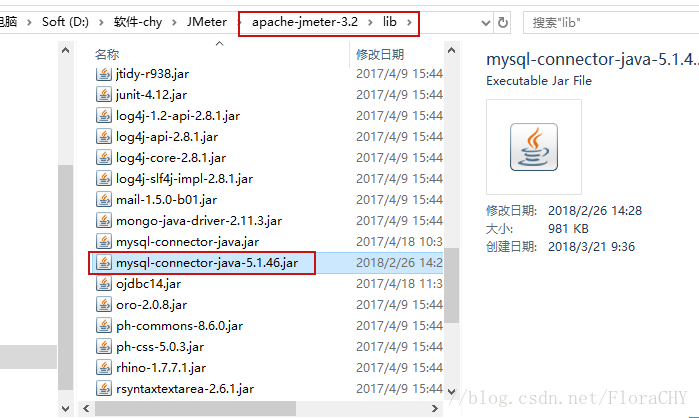 电脑 > Soft (D:) > 软件-chy > JMeter > apache-jmeter-3.2 > lib >
搜索"lib"
名称 修改日期
jtidy-r938.jar 2017/4/9 15:44
junit-4.12.jar 2017/4/9 15:44
log4j-1.2-api-2.8.1.jar 2017/4/9 15:44
log4j-api-2.8.1.jar 2017/4/9 15:44
log4j-core-2.8.1.jar 2017/4/9 15:44
log4j-slf4j-impl-2.8.1.jar 2017/4/9 15:44
mail-1.5.0-b01.jar 2017/4/9 15:44
mongo-java-driver-2.11.3.jar 2017/4/9 15:44
mysql-connector-java.jar 2017/4/18 10:3
mysql-connector-java-5.1.46.jar 2018/2/26 14:2
ojdbc14.jar 2017/4/18 11:3
oro-2.0.8.jar 2017/4/9 15:44
ph-commons-8.6.0.jar 2017/4/9 15:44
ph-css-5.0.3.jar 2017/4/9 15:44
rhino-1.7.7.1.jar 2017/4/9 15:44
rsyntaxtextarea-2.6.1.jar 2017/4/9 15:44
mysql-connector-java-5.1.4..
Executable Jar File
修改日期: 2018/2/26 14:28
大小: 981 KB
创建日期: 2018/3/21 9:36
//blog.csdn.net/FloraCHY